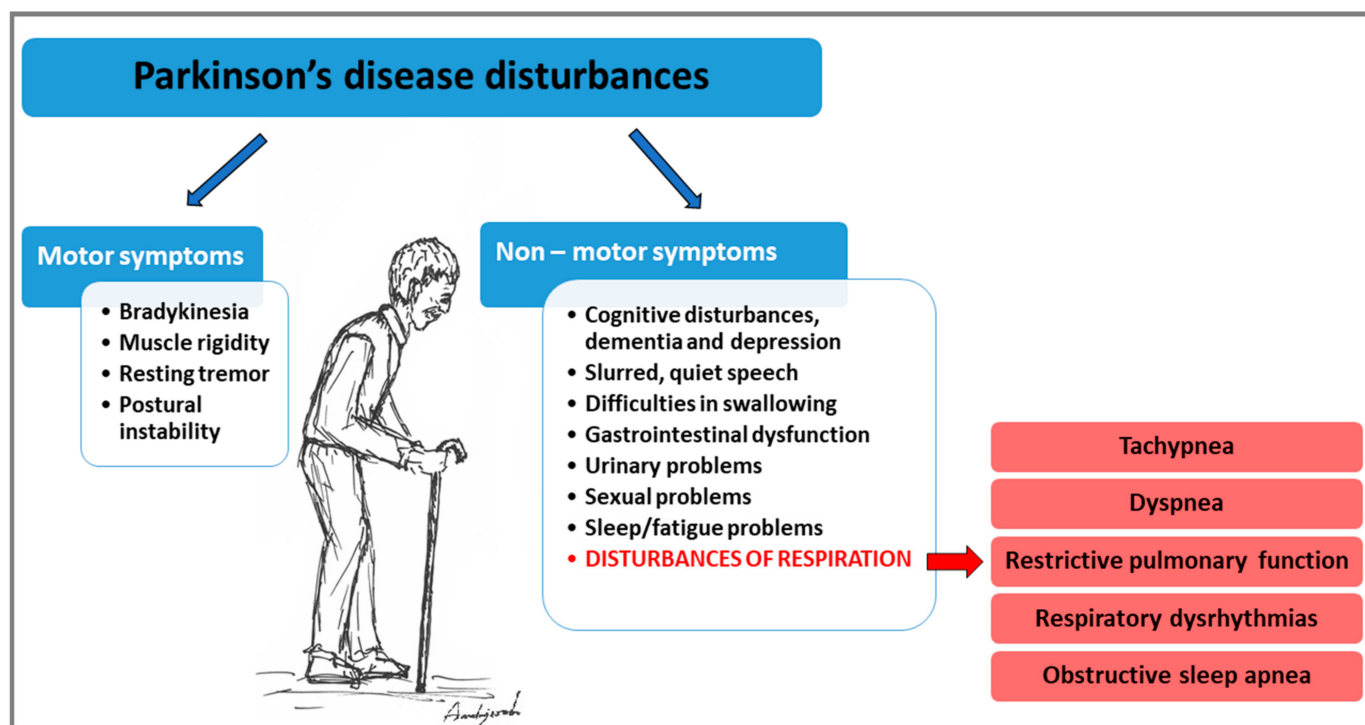 Parkinson's disease disturbances
Motor symptoms
• Bradykinesia
• Muscle rigidity
• Resting tremor
• Postural
instability
Non – motor symptoms
• Cognitive disturbances,
dementia and depression
• Slurred, quiet speech
• Difficulties in swallowing
• Gastrointestinal dysfunction
• Urinary problems
• Sexual problems
• Sleep/fatigue problems
• DISTURBANCES OF RESPIRATION
Tachypnea
Dyspnea
Restrictive pulmonary function
Respiratory dysrhythmias
Obstructive sleep apnea